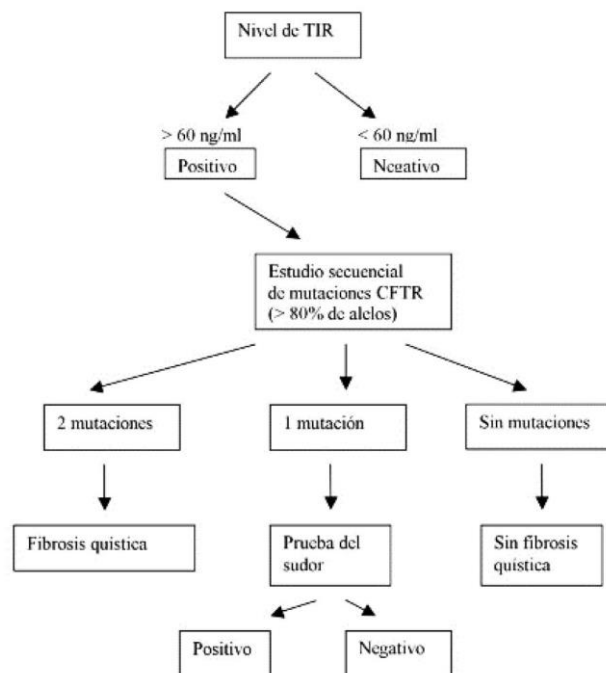 Nivel de TIR
> 60 ng/ml
< 60 ng/ml
Positivo
Negativo
Estudio secuencial
de mutaciones CFTR
(> 80% de alelos)
2 mutaciones
1 mutación
Sin mutaciones
Fibrosis quistica
Prueba del
sudor
Sin fibrosis
quística
Positivo
Negativo